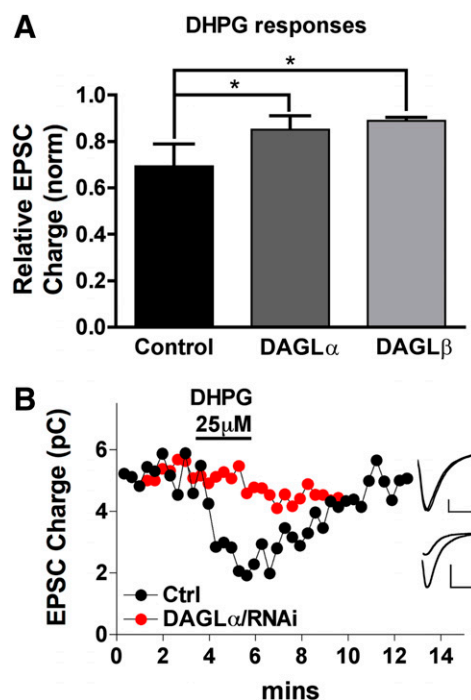 A
DHPG responses
*
*
Relative EPSC
Charge (norm)
1.0
0.8
0.6
0.4
0.2
0.0
Control DAGLα DAGLβ
B
DHPG
25μM
EPSC Charge (pC)
6
4
2
0
Ctrl
DAGLα/RNAi
0 2 4 6 8 10 12 14
mins